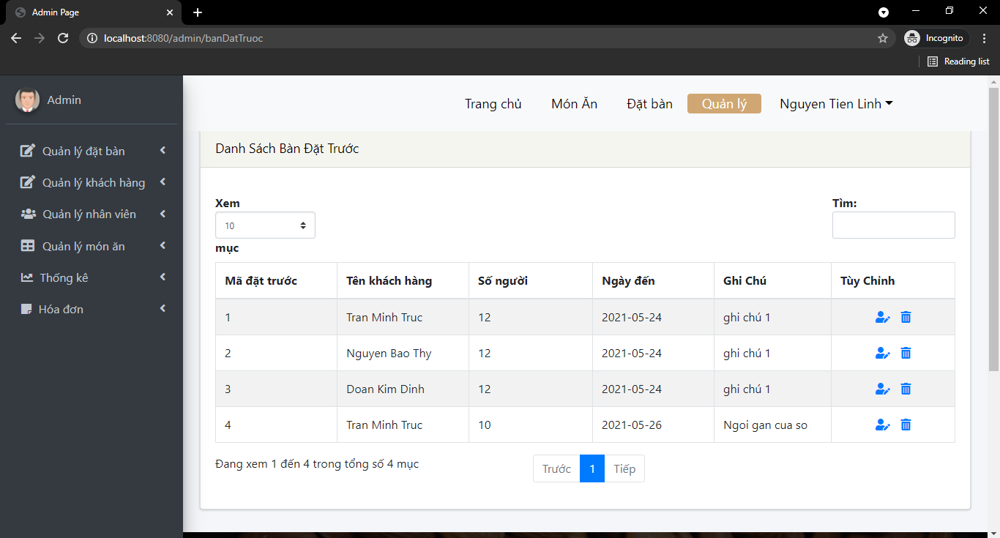 Admin Page
localhost:8080/admin/banDatTruoc
Incognito
Reading list
Admin
Quản lý đặt bàn
Quản lý khách hàng
Quản lý nhân viên
Quản lý món ăn
Thống kê
Hóa đơn
Trang chủ Món Ăn Đặt bàn Quản lý Nguyen Tien Linh
Danh Sách Bàn Đặt Trước
Xem
10
mục
Tìm:
Mã đặt trước Tên khách hàng Số người Ngày đến Ghi Chú Tùy Chỉnh
1 Tran Minh Truc 12 2021-05-24 ghi chú 1
2 Nguyen Bao Thy 12 2021-05-24 ghi chú 1
3 Doan Kim Dinh 12 2021-05-24 ghi chú 1
4 Tran Minh Truc 10 2021-05-26 Ngoi gan cua so
Đang xem 1 đến 4 trong tổng số 4 mục
Trước 1 Tiếp